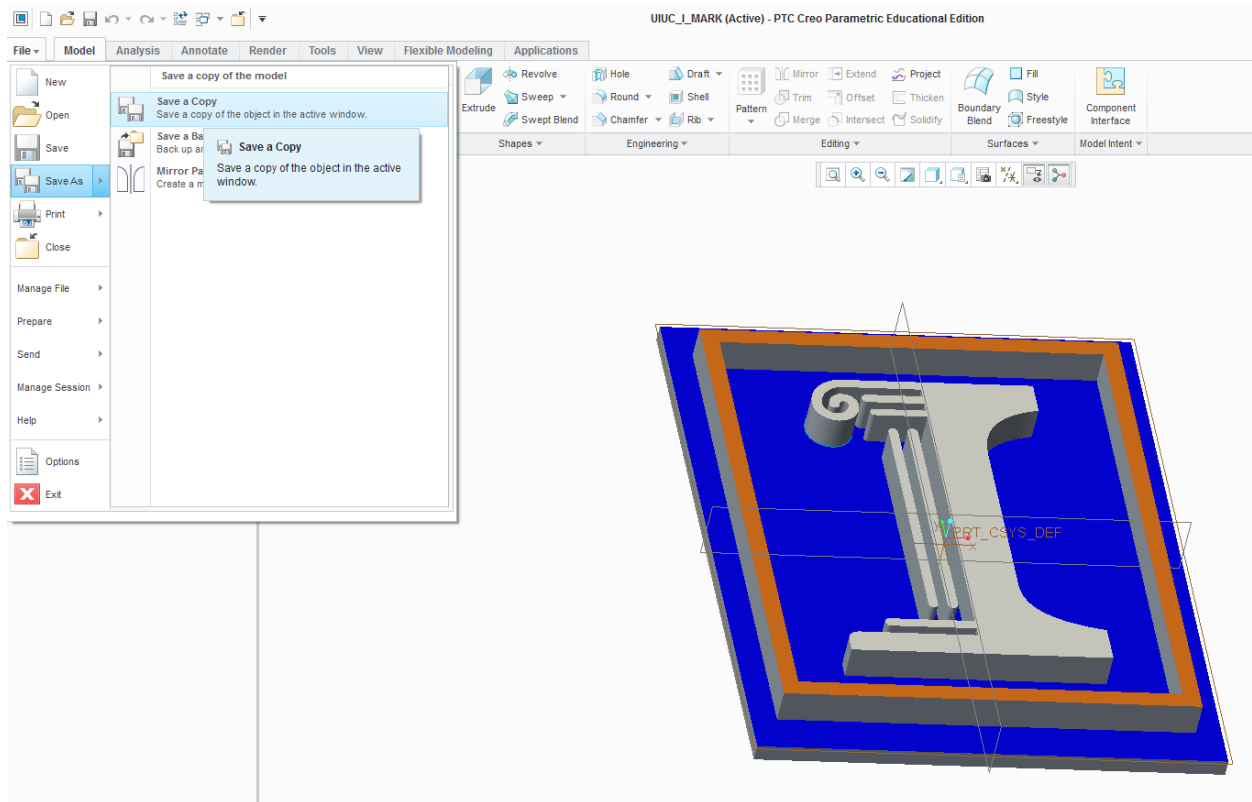 UIUC_I_MARK (Active) - PTC Creo Parametric Educational Edition
File Model Analysis Annotate Render Tools View Flexible Modeling Applications
New
Open
Save
Save As
Print
Close
Manage File
Prepare
Send
Manage Session
Help
Options
Exit
Save a copy of the model
Save a Copy
Save a copy of the object in the active window.
Save a Ba
Back up a
Mirror Pa
Create a m
Save a Copy
Save a copy of the object in the active
window.
Extrude
Revolve
Sweep
Swept Blend
Shapes
Hole Draft
Round Shell
Chamfer Rib
Engineering
Pattern
Mirror Extend Project
Trim Offset Thicken
Merge Intersect Solidify
Editing
Boundary
Blend
Fill
Style
Freestyle
Surfaces
Component
Interface
Model Intent
PRT_CSYS_DEF
X